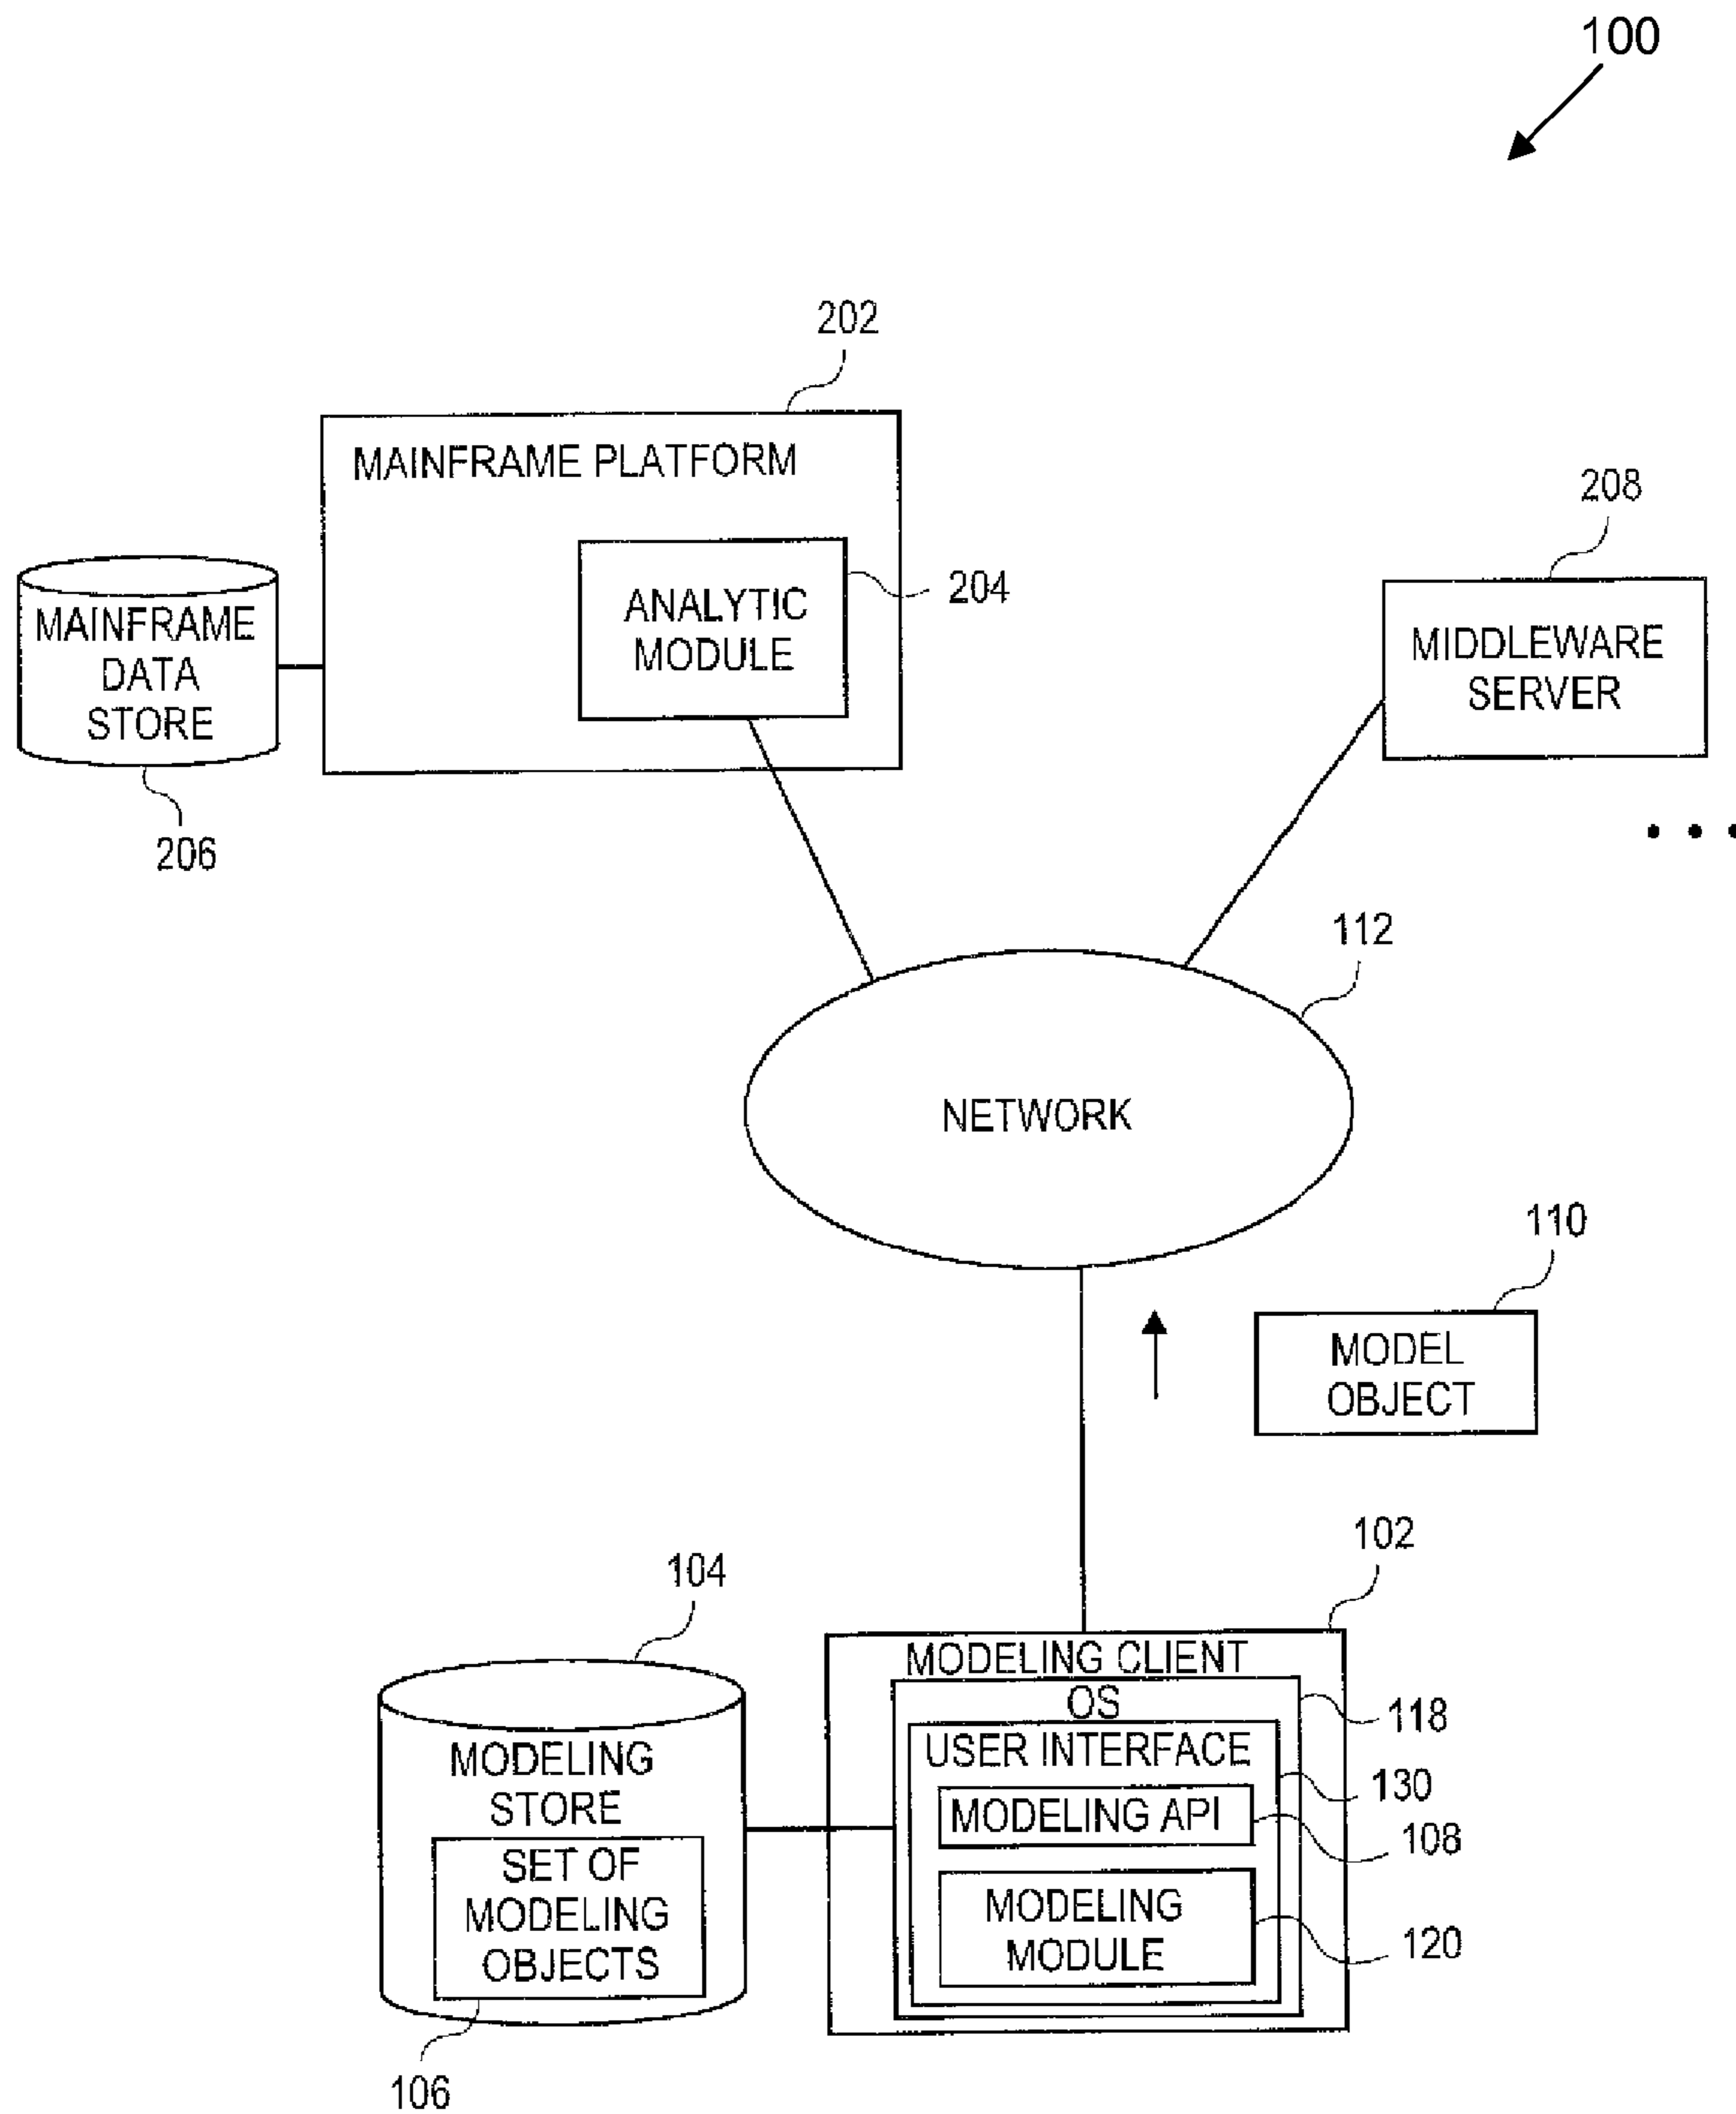 100
202
MAINFRAME PLATFORM
208
204
ANALYTIC
MODULE
MAINFRAME
DATA
STORE
MIDDLEWARE
SERVER
206
• • •
112
NETWORK
110
MODEL
OBJECT
102
104
MODELING CLIENT
OS
118
USER INTERFACE
MODELING
STORE
130
MODELING API
108
SET OF
MODELING
OBJECTS
MODELING
MODULE
120
106